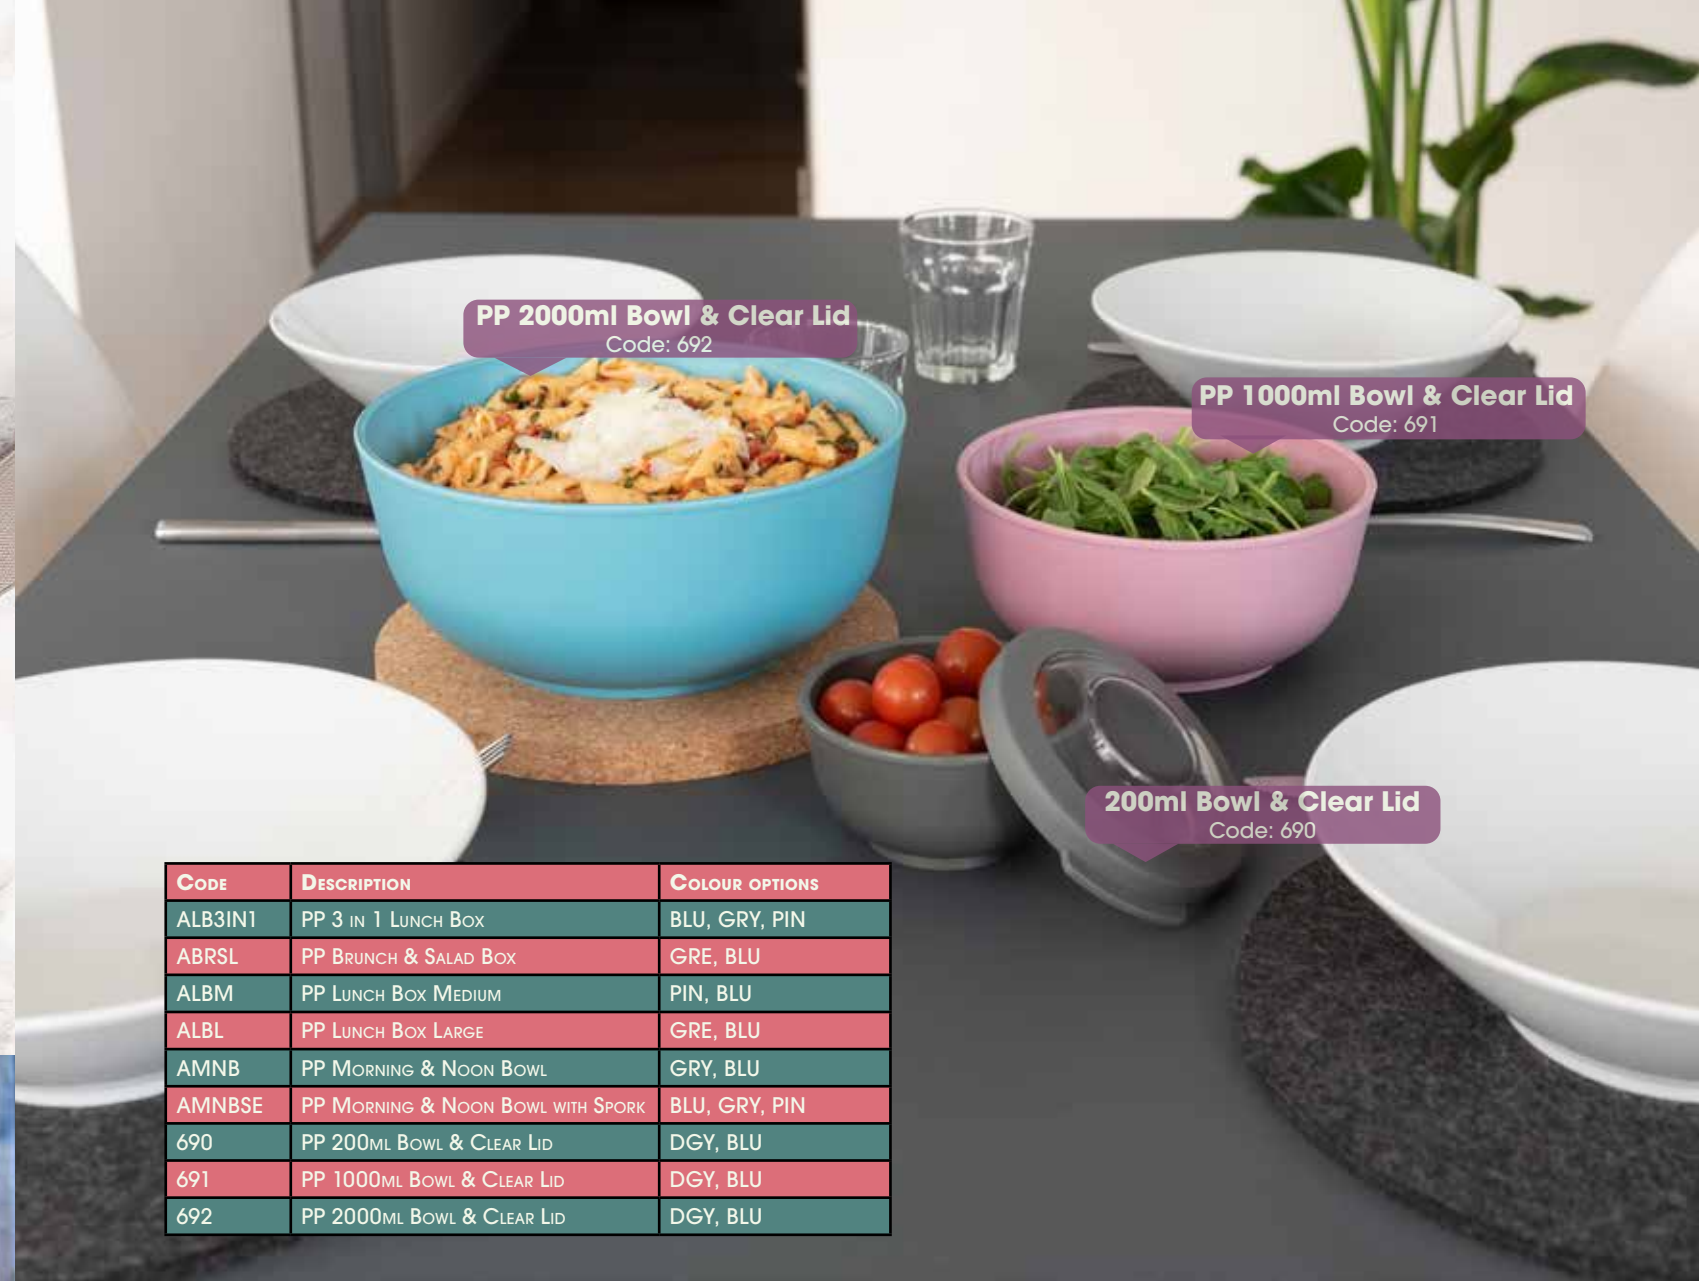 PP 2000ml Bowl & Clear Lid
Code: 692
PP 1000ml Bowl & Clear Lid
Code: 691
200ml Bowl & Clear Lid
Code: 690
Code Description Colour options
ALB3IN1 PP 3 in 1 Lunch Box BLU, GRY, PIN
ABRSL PP Brunch & Salad Box GRE, BLU
ALBM PP Lunch Box Medium PIN, BLU
ALBL PP Lunch Box Large GRE, BLU
AMNB PP Morning & Noon Bowl GRY, BLU
AMNBSE PP Morning & Noon Bowl with Spork BLU, GRY, PIN
690 PP 200ml Bowl & Clear Lid DGY, BLU
691 PP 1000ml Bowl & Clear Lid DGY, BLU
692 PP 2000ml Bowl & Clear Lid DGY, BLU